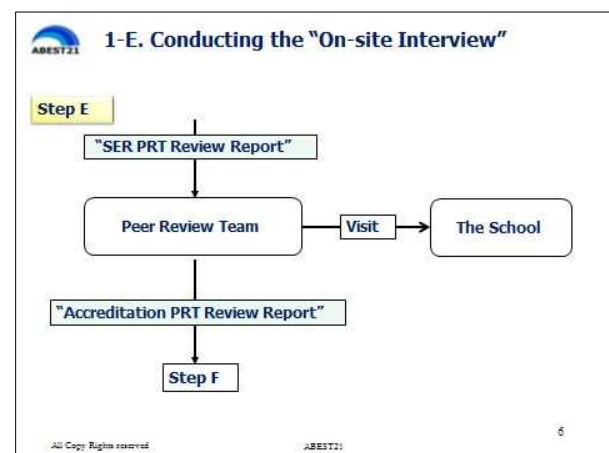 ABEST21
1-E. Conducting the “On-site Interview”
Step E
“SER PRT Review Report”
Peer Review Team
Visit
The School
“Accreditation PRT Review Report”
Step F
All Copy Rights reserved
ABEST21
6